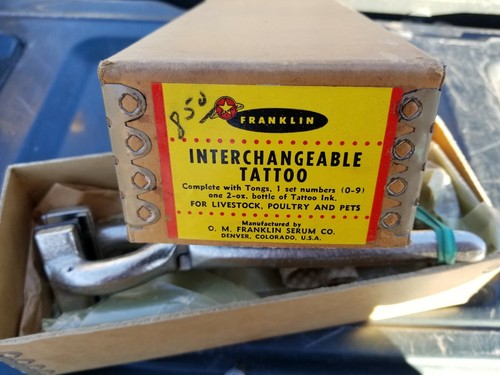 850
FRANKLIN
INTERCHANGEABLE
TATTOO
Complete with Tongs, 1 set numbers (0-9)
one 2-oz. bottle of Tattoo Ink.
FOR LIVESTOCK, POULTRY AND PETS
Manufactured by
O. M. FRANKLIN SERUM CO.
DENVER, COLORADO, U.S.A.